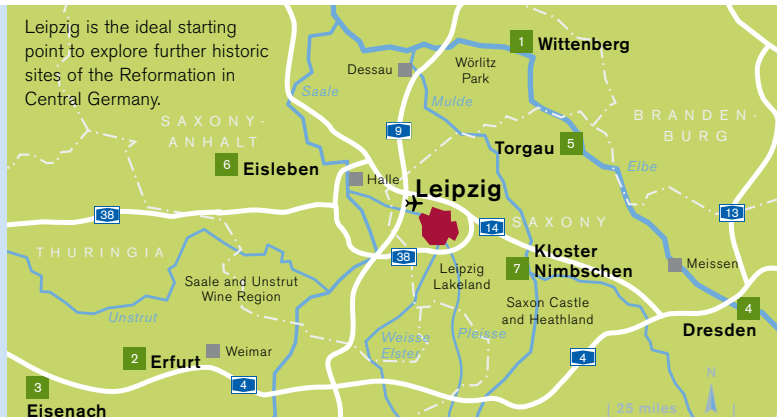 Leipzig is the ideal starting
point to explore further historic
sites of the Reformation in
Central Germany.
1 Wittenberg
Dessau
Wörlitz
Park
Saale
Mulde
SAXONY-
ANHALT
BRANDEN-
BURG
9
Torgau 5
6 Eisleben
Elbe
Halle
Leipzig
38
13
14
SAXONY
THURINGIA
38
Kloster
7 Nimbschen
Meissen
Leipzig
Lakeland
Saale and Unstrut
Wine Region
Saxon Castle
and Heathland
4
Unstrut
Weisse
Elster
Pleisse
Dresden
2 Erfurt
Weimar
4
4
3
Eisenach
N
25 miles